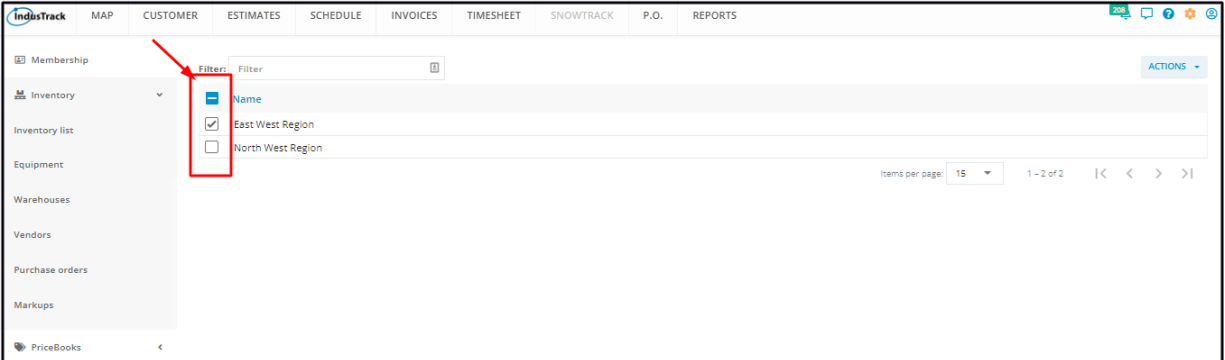 IndusTrack MAP CUSTOMER ESTIMATES SCHEDULE INVOICES TIMESHEET SNOWTRACK P.O. REPORTS 208
Membership
Filter: Filter ACTIONS
Inventory
Name
East West Region
Inventory list
North West Region
Equipment
Items per page: 15 1 – 2 of 2
Warehouses
Vendors
Purchase orders
Markups
PriceBooks